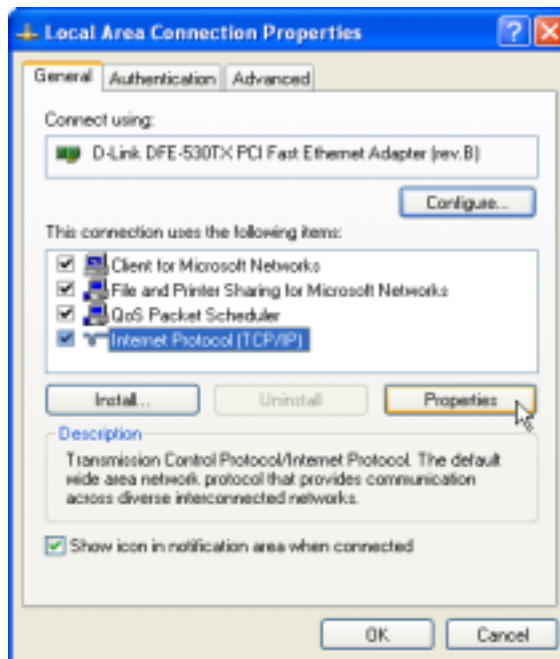 Local Area Connection Properties
General
Authentication
Advanced
Connect using:
D-Link DFE-530TX PCI Fast Ethernet Adapter (rev.B)
Configure...
This connection uses the following items:
Client for Microsoft Networks
File and Printer Sharing for Microsoft Networks
QoS Packet Scheduler
Internet Protocol (TCP/IP)
Install...
Uninstall
Properties
Description
Transmission Control Protocol/Internet Protocol. The default
wide area network protocol that provides communication
across diverse interconnected networks.
Show icon in notification area when connected
OK
Cancel